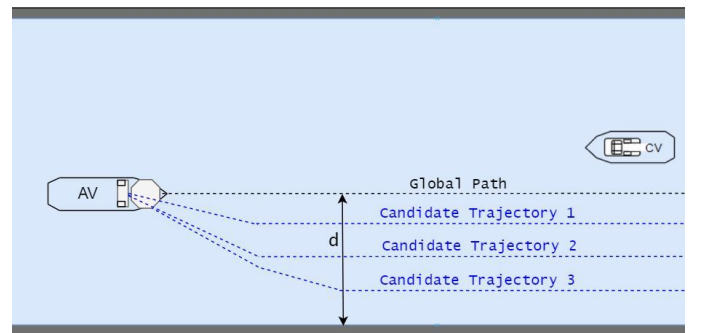 CV
Global Path
AV
Candidate Trajectory 1
d
Candidate Trajectory 2
Candidate Trajectory 3